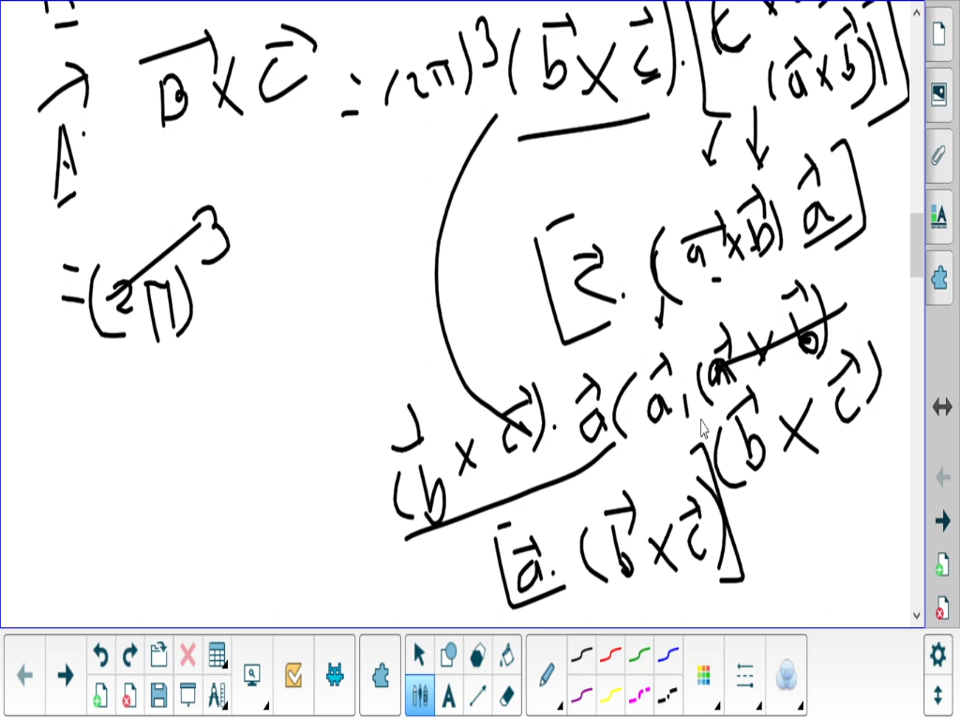 A⃗. B⃗ × C⃗ = (2π)³ (b⃗ × c⃗). [
(a⃗ × b⃗)]
[c⃗. (a⃗ × b⃗) a⃗]
= (2π)³
(b⃗ × c⃗). a⃗ (a⃗. (a⃗ × b⃗)
(b⃗ × c⃗)
[a⃗. (b⃗ × c⃗)]